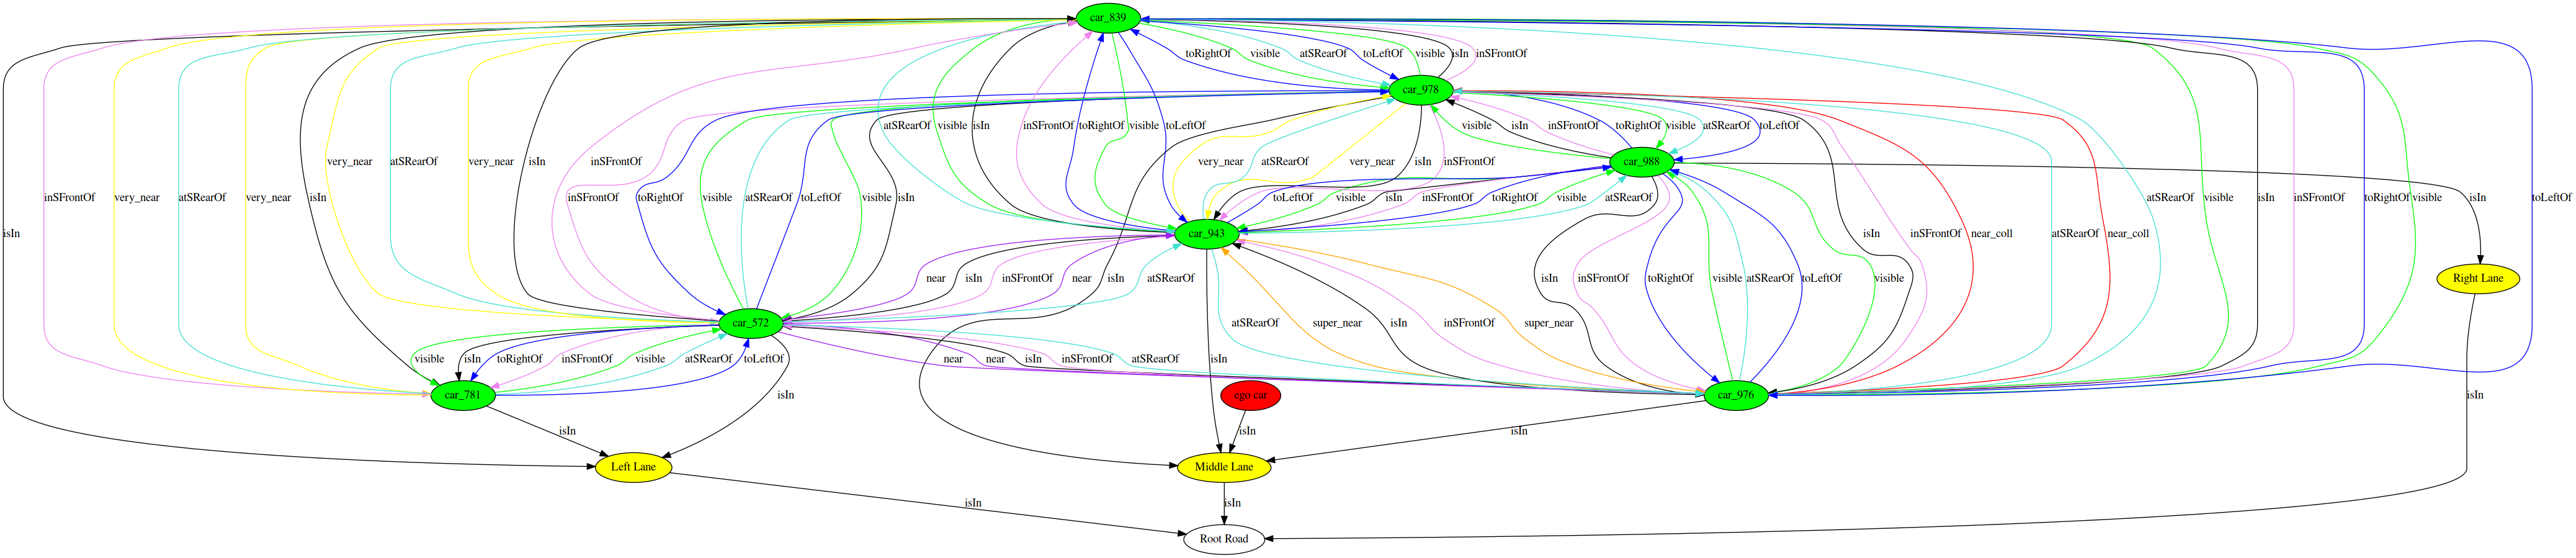 car_839
toRightOf visible atSRearOf toLeftOf visible isIn inSFrontOf
car_978
atSRearOf visible isIn inSFrontOf toRightOf visible toLeftOf visible isIn inSFrontOf toRightOf visible atSRearOf toLeftOf
very_near atSRearOf very_near isIn inSFrontOf very_near atSRearOf very_near isIn inSFrontOf
car_988
inSFrontOf very_near atSRearOf very_near isIn inSFrontOf toRightOf visible atSRearOf toLeftOf visible isIn toLeftOf visible isIn inSFrontOf toRightOf visible atSRearOf atSRearOf visible inSFrontOf toRightOf visible toLeftOf isIn isIn
isIn car_943 isIn inSFrontOf near_coll atSRearOf near_coll
near isIn inSFrontOf near atSRearOf isIn isIn inSFrontOf toRightOf visible atSRearOf toLeftOf visible Right Lane
car_572 atSRearOf super_near isIn inSFrontOf super_near
visible isIn toRightOf inSFrontOf visible atSRearOf toLeftOf near near isIn inSFrontOf atSRearOf isIn
car_781 isIn ego car car_976 isIn
isIn isIn isIn
Left Lane Middle Lane
isIn isIn
Root Road